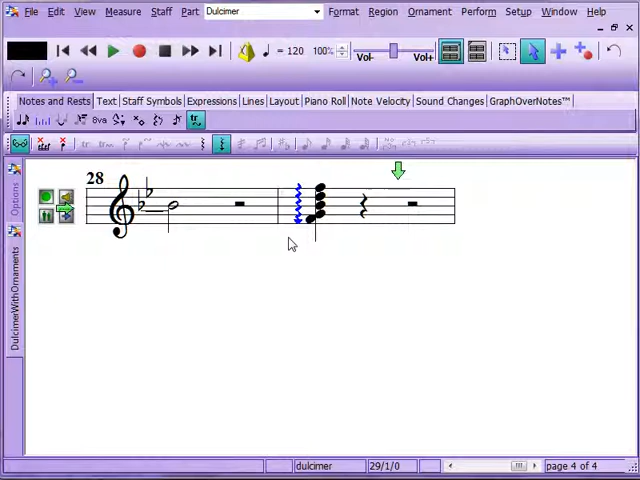 File Edit View Measure Staff Part Dulcimer Format Region Ornament Perform Setup Window Help
= 120 100% Vol- Vol+
Notes and Rests Text Staff Symbols Expressions Lines Layout Piano Roll Note Velocity Sound Changes GraphOverNotes™
8va tr
Options
28
DulcimerWithOrnaments
dulcimer 29/1/0 page 4 of 4